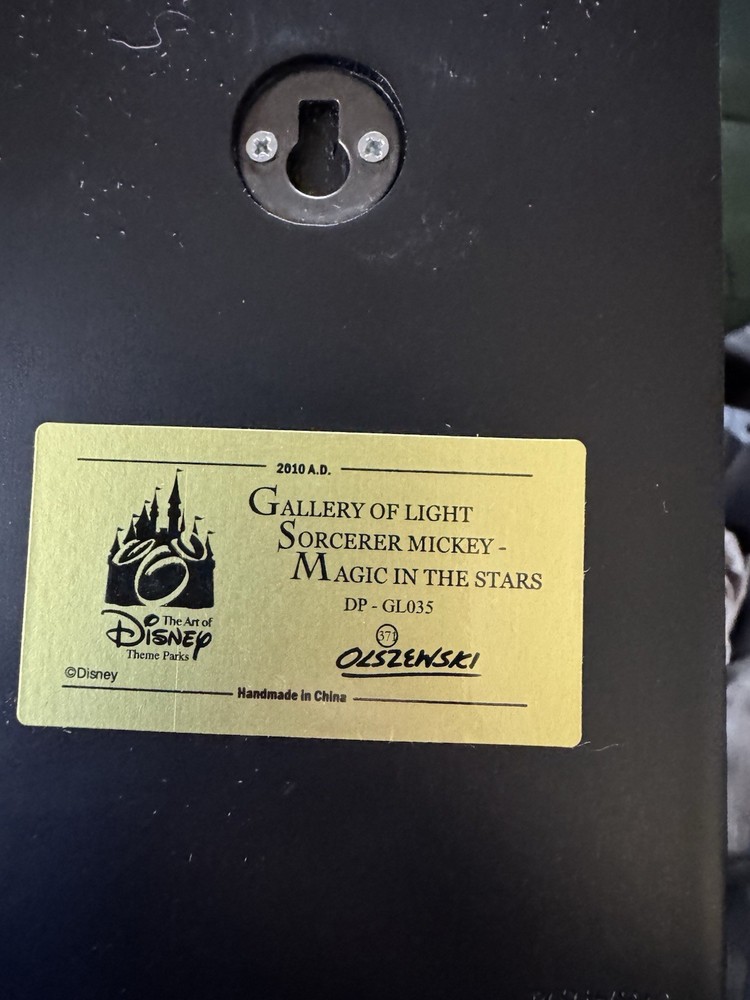 2010 A.D.
GALLERY OF LIGHT
SORCERER MICKEY -
MAGIC IN THE STARS
DP - GL035
371
OLSZEWSKI
The Art of
DISNEY
Theme Parks
©Disney
Handmade in China